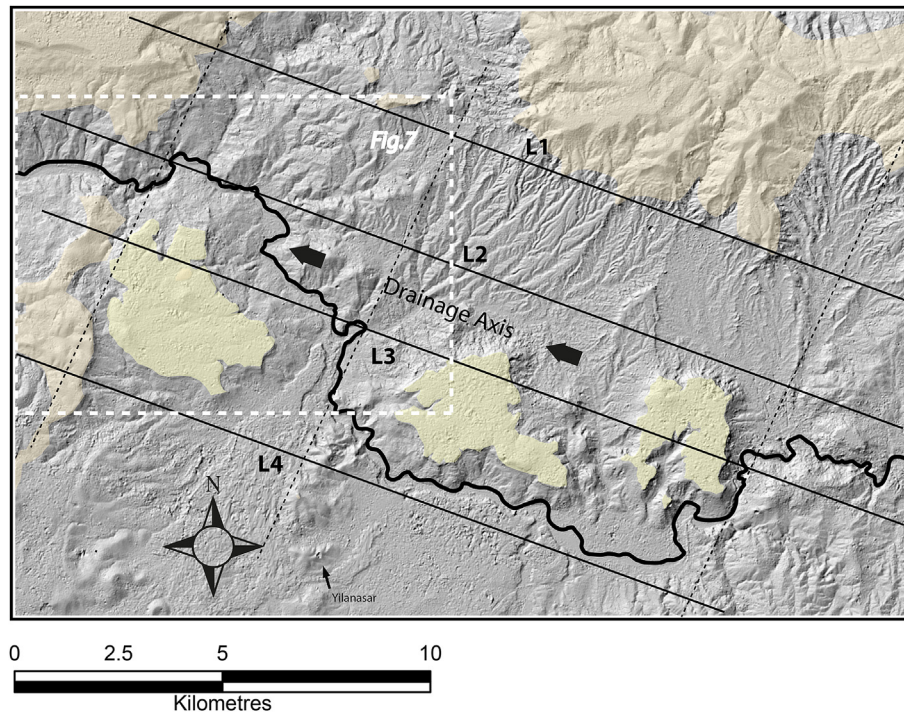 Fig.7
L1
L2
Drainage Axis
L3
L4
N
Yilanasar
0 2.5 5 10
Kilometres